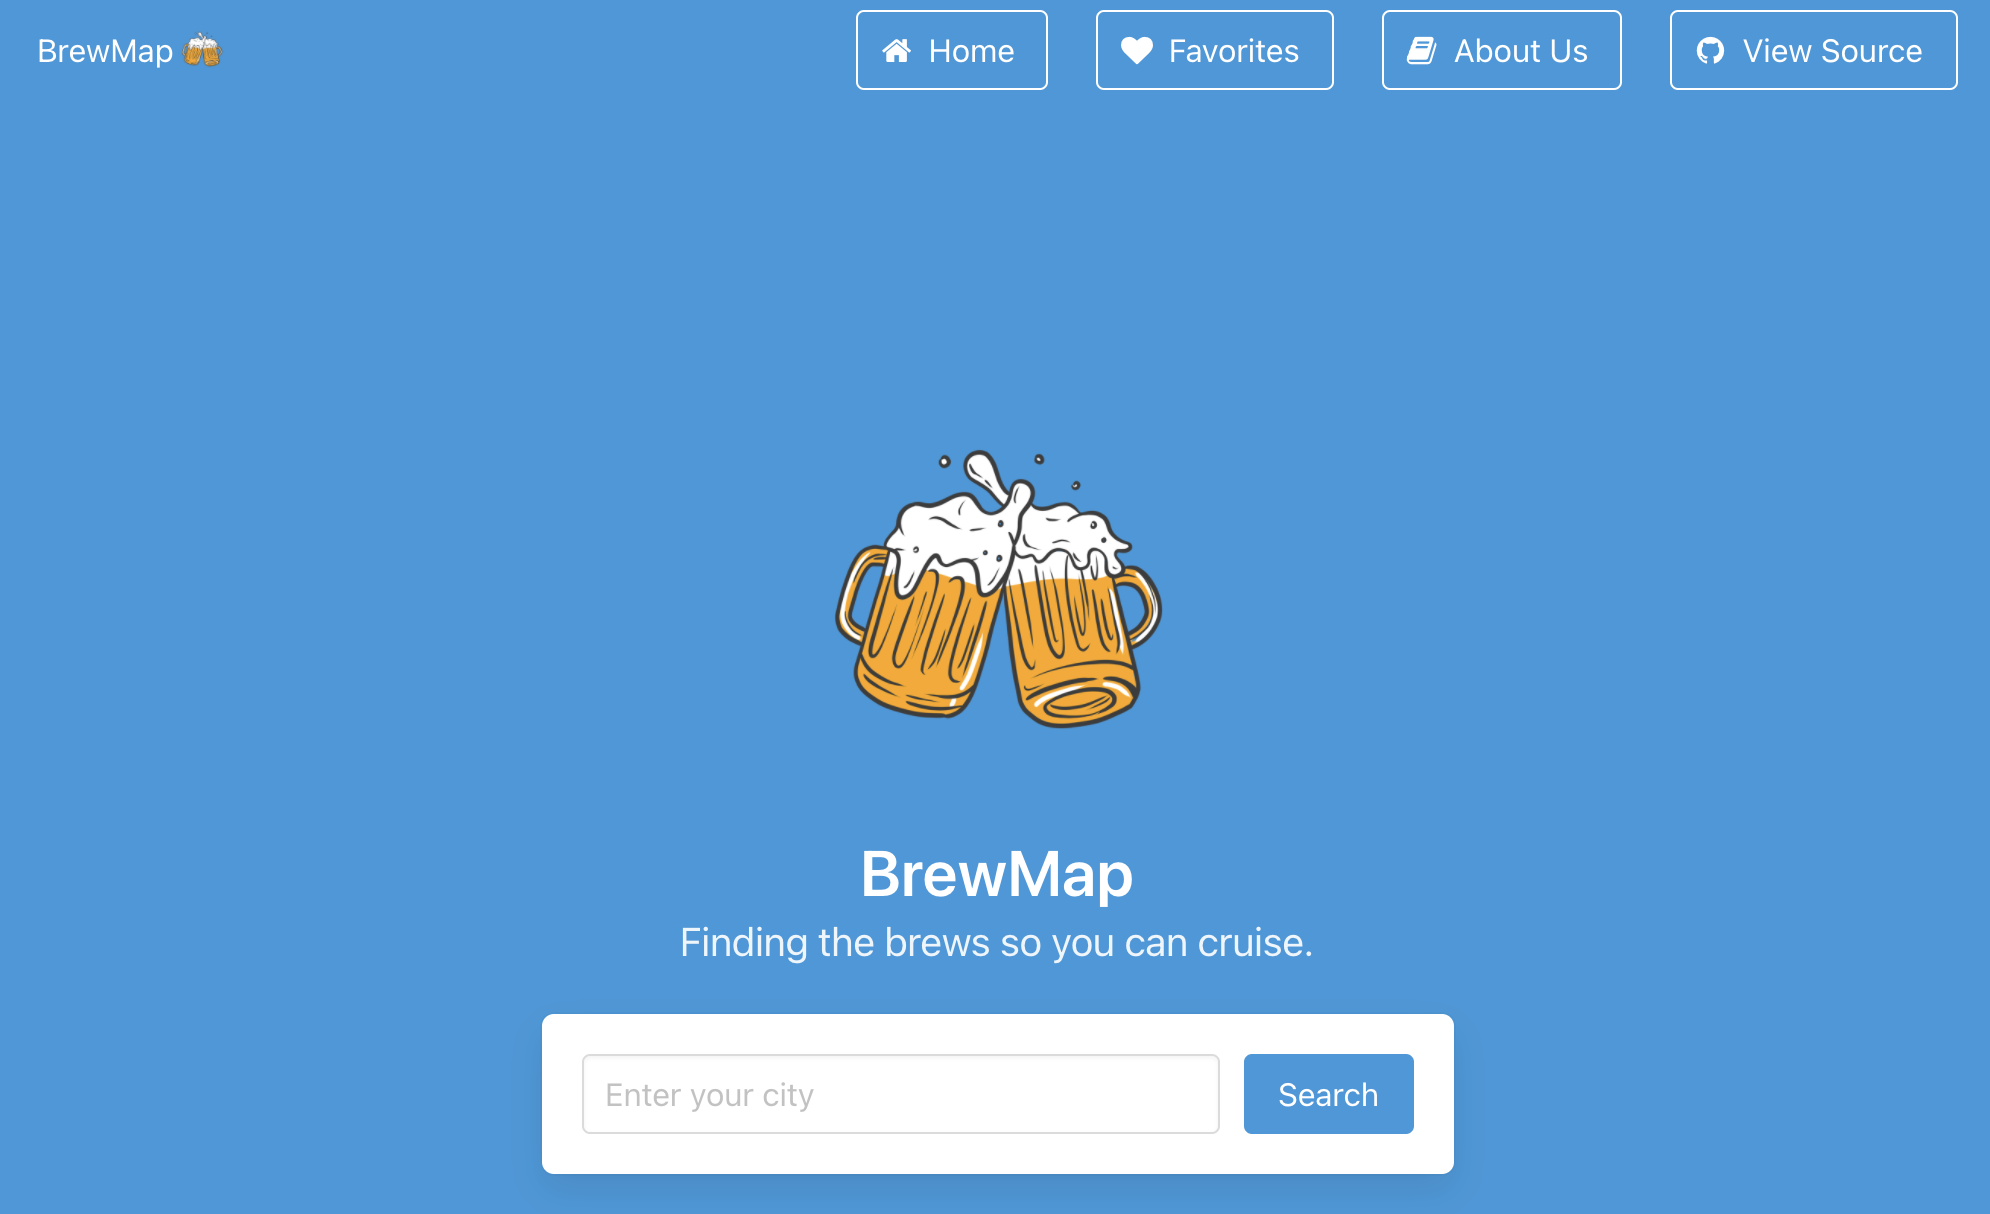 BrewMap
Home
Favorites
About Us
View Source
BrewMap
Finding the brews so you can cruise.
Enter your city
Search